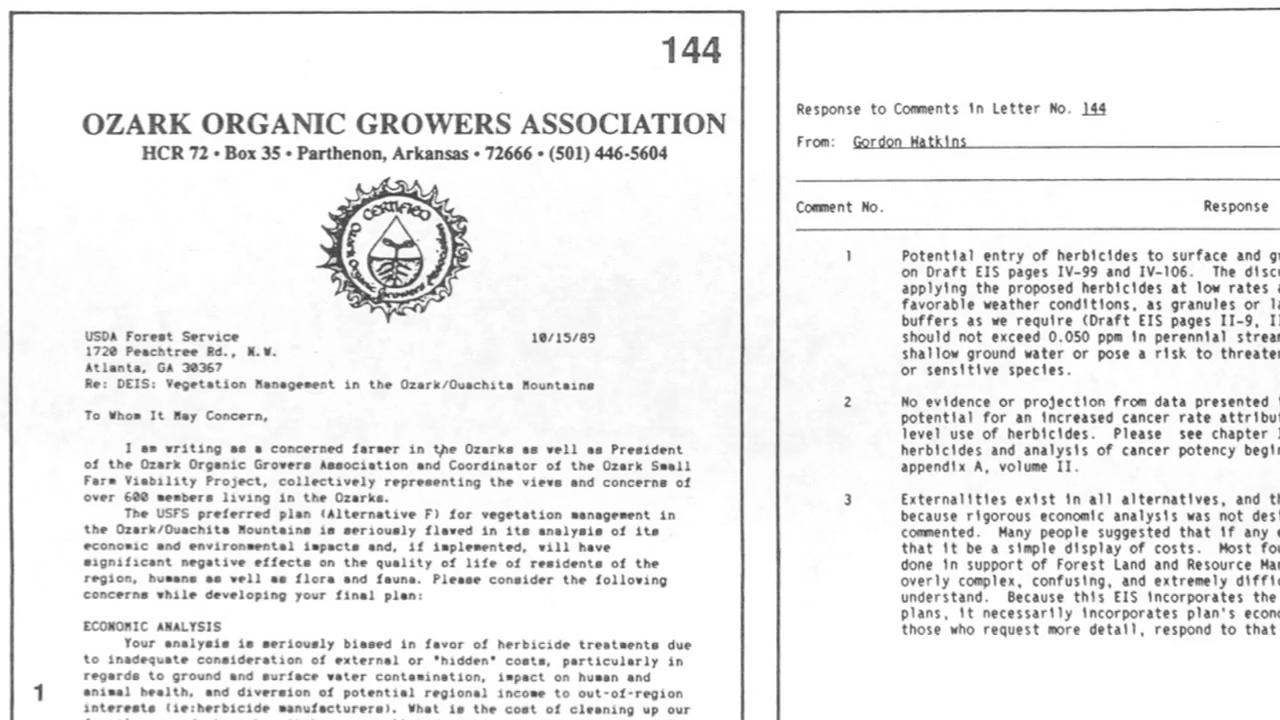 144
OZARK ORGANIC GROWERS ASSOCIATION
HCR 72 • Box 35 • Parthenon, Arkansas • 72666 • (501) 446-5604
CERTIFIED
USDA Forest Service 10/15/89
1720 Peachtree Rd., N.W.
Atlanta, GA 30367
Re: DEIS: Vegetation Management in the Ozark/Ouachita Mountains
To Whom It May Concern,
I am writing as a concerned farmer in the Ozarks as well as President
of the Ozark Organic Growers Association and Coordinator of the Ozark Small
Farm Viability Project, collectively representing the views and concerns of
over 600 members living in the Ozarks.
The USFS preferred plan (Alternative F) for vegetation management in
the Ozark/Ouachita Mountains is seriously flawed in its analysis of its
economic and environmental impacts and, if implemented, will have
significant negative effects on the quality of life of residents of the
region, humans as well as flora and fauna. Please consider the following
concerns while developing your final plan:
ECONOMIC ANALYSIS
Your analysis is seriously biased in favor of herbicide treatments due
to inadequate consideration of external or "hidden" costs, particularly in
regards to ground and surface water contamination, impact on human and
1 animal health, and diversion of potential regional income to out-of-region
interests (ie:herbicide manufacturers). What is the cost of cleaning up our
Response to Comments in Letter No. 144
From: Gordon Watkins
Comment No. Response
1 Potential entry of herbicides to surface and
on Draft EIS pages IV-99 and IV-106. The
applying the proposed herbicides at low rates
favorable weather conditions, as granules or
buffers as we require (Draft EIS pages II-9,
should not exceed 0.050 ppm in perennial
shallow ground water or pose a risk to
or sensitive species.
2 No evidence or projection from data presented
potential for an increased cancer rate
level use of herbicides. Please see chapter
herbicides and analysis of cancer potency
appendix A, volume II.
3 Externalities exist in all alternatives, and
because rigorous economic analysis was not
commented. Many people suggested that if any
that it be a simple display of costs. Most
done in support of Forest Land and Resource
overly complex, confusing, and extremely
understand. Because this EIS incorporates the
plans, it necessarily incorporates plan's
those who request more detail, respond to that